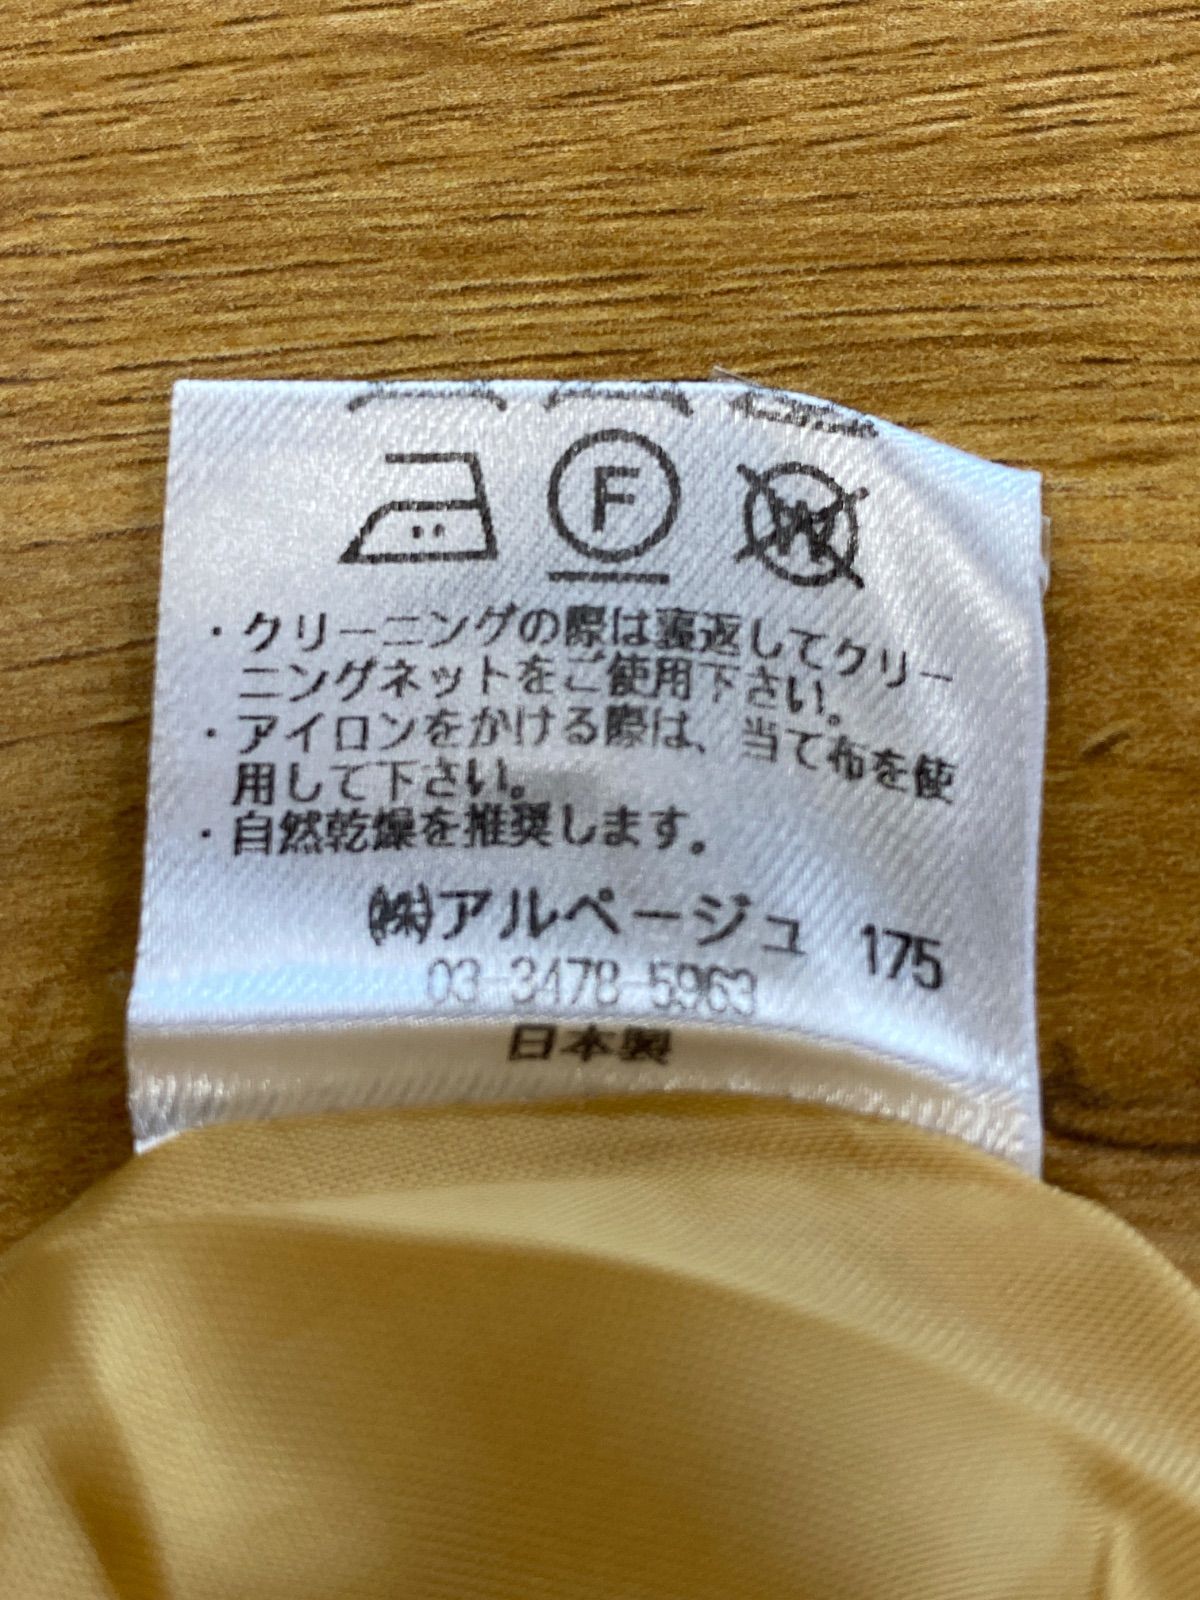 F
W
・クリーニングの際は裏返してクリー
ニングネットをご使用下さい。
・アイロンをかける際は、当て布を使
用して下さい。
・自然乾燥を推奨します。
㈱アルページュ 175
03-3478-5963
日本製